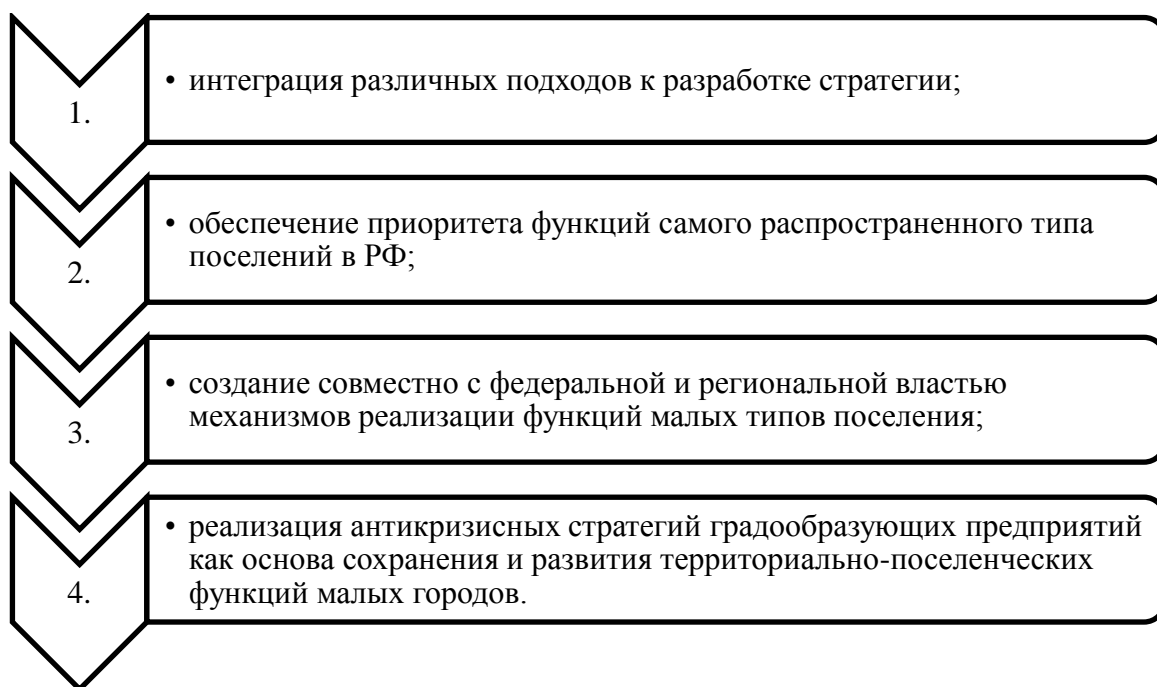 1.
• интеграция различных подходов к разработке стратегии;
2.
• обеспечение приоритета функций самого распространенного типа
поселений в РФ;
3.
• создание совместно с федеральной и региональной властью
механизмов реализации функций малых типов поселения;
4.
• реализация антикризисных стратегий градообразующих предприятий
как основа сохранения и развития территориально-поселенческих
функций малых городов.